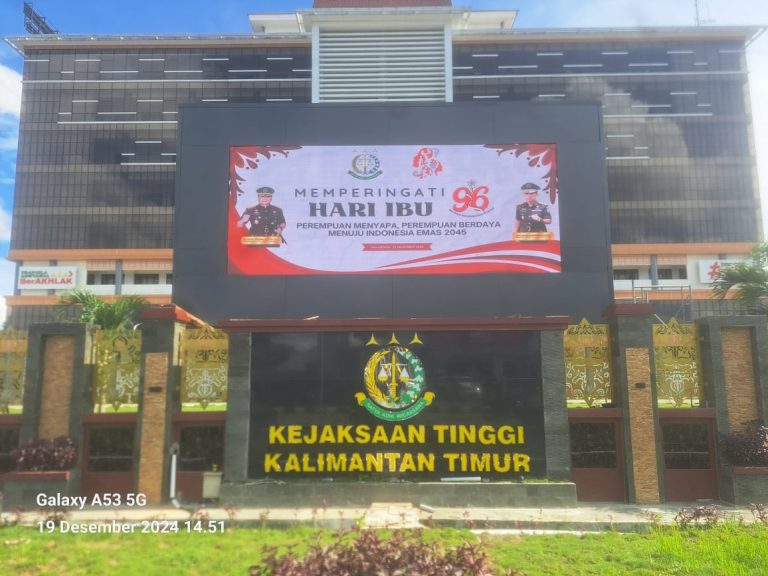 MEMPERINGATI
HARI IBU 96
PEREMPUAN MENYAPA, PEREMPUAN BERDAYA
MENUJU INDONESIA EMAS 2045
BerAKHLAK
#
SATYA ADHI WICAKSANA
KEJAKSAAN TINGGI
KALIMANTAN TIMUR
Galaxy A53 5G
19 Desember 2024 14.51